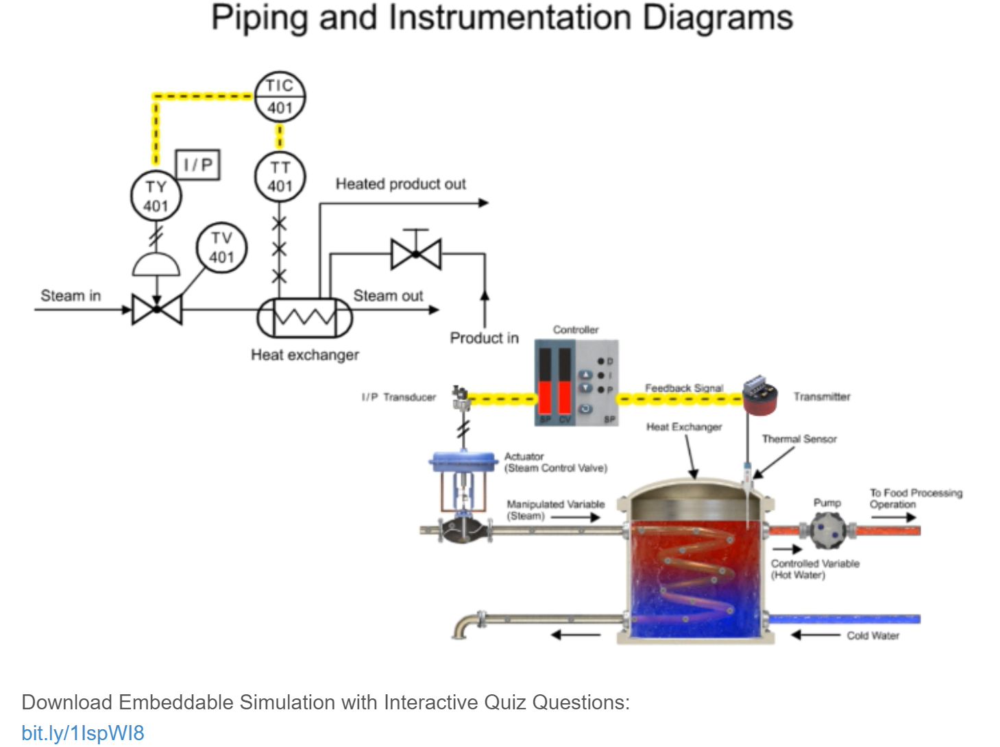 Piping and Instrumentation Diagrams
TIC
401
I/P
TT
401
TY
401
Heated product out
TV
401
Steam in
Steam out
Product in
Heat exchanger
Controller
D
I
P
SP CV
SP
I/P Transducer
Feedback Signal
Transmitter
Heat Exchanger
Thermal Sensor
Actuator
(Steam Control Valve)
Manipulated Variable
(Steam)
Pump
To Food Processing
Operation
Controlled Variable
(Hot Water)
Cold Water
Download Embeddable Simulation with Interactive Quiz Questions:
bit.ly/1IspWI8